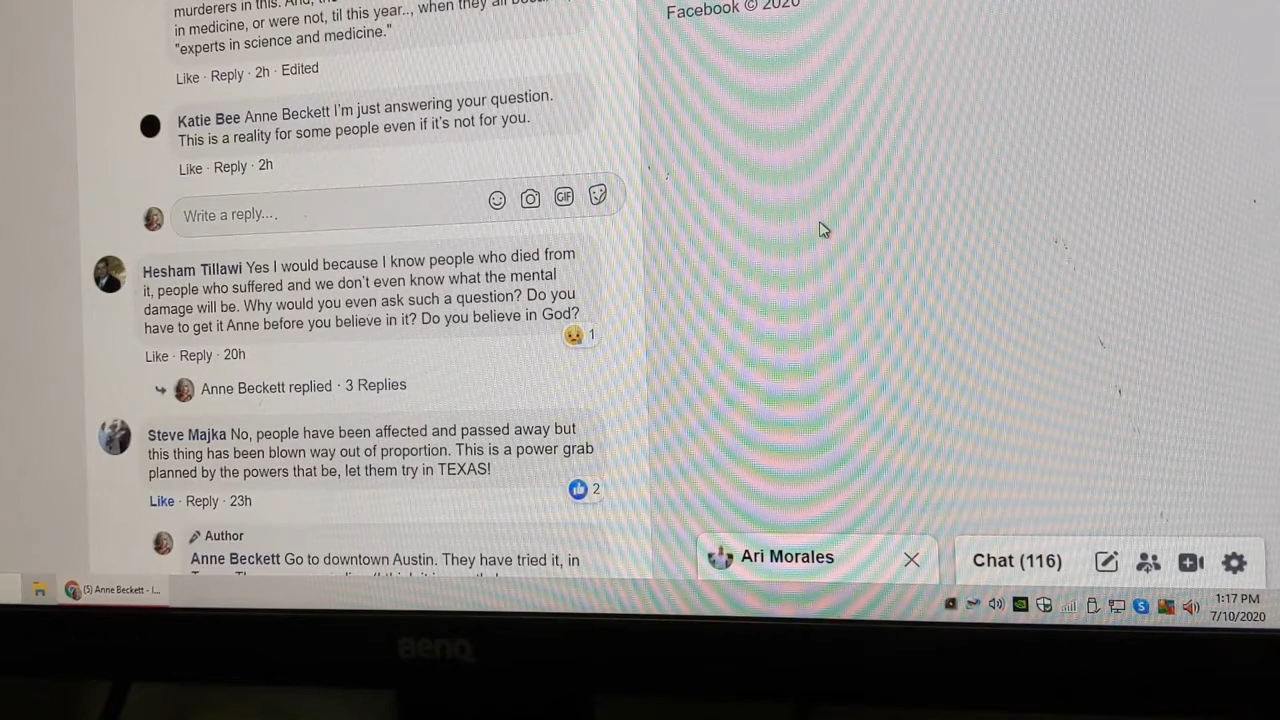 murderers in this. And,
in medicine, or were not, til this year.., when they all
"experts in science and medicine."
Like · Reply · 2h · Edited
Katie Bee Anne Beckett I'm just answering your question.
This is a reality for some people even if it's not for you.
Like · Reply · 2h
Write a reply...
GIF
Hesham Tillawi Yes I would because I know people who died from
it, people who suffered and we don't even know what the mental
damage will be. Why would you even ask such a question? Do you
have to get it Anne before you believe in it? Do you believe in God?
1
Like · Reply · 20h
Anne Beckett replied · 3 Replies
Steve Majka No, people have been affected and passed away but
this thing has been blown way out of proportion. This is a power grab
planned by the powers that be, let them try in TEXAS!
Like · Reply · 23h
2
Author
Anne Beckett Go to downtown Austin. They have tried it, in
Facebook © 2020
Ari Morales
Chat (116)
(5) Anne Beckett - I...
1:17 PM
7/10/2020
BenQ